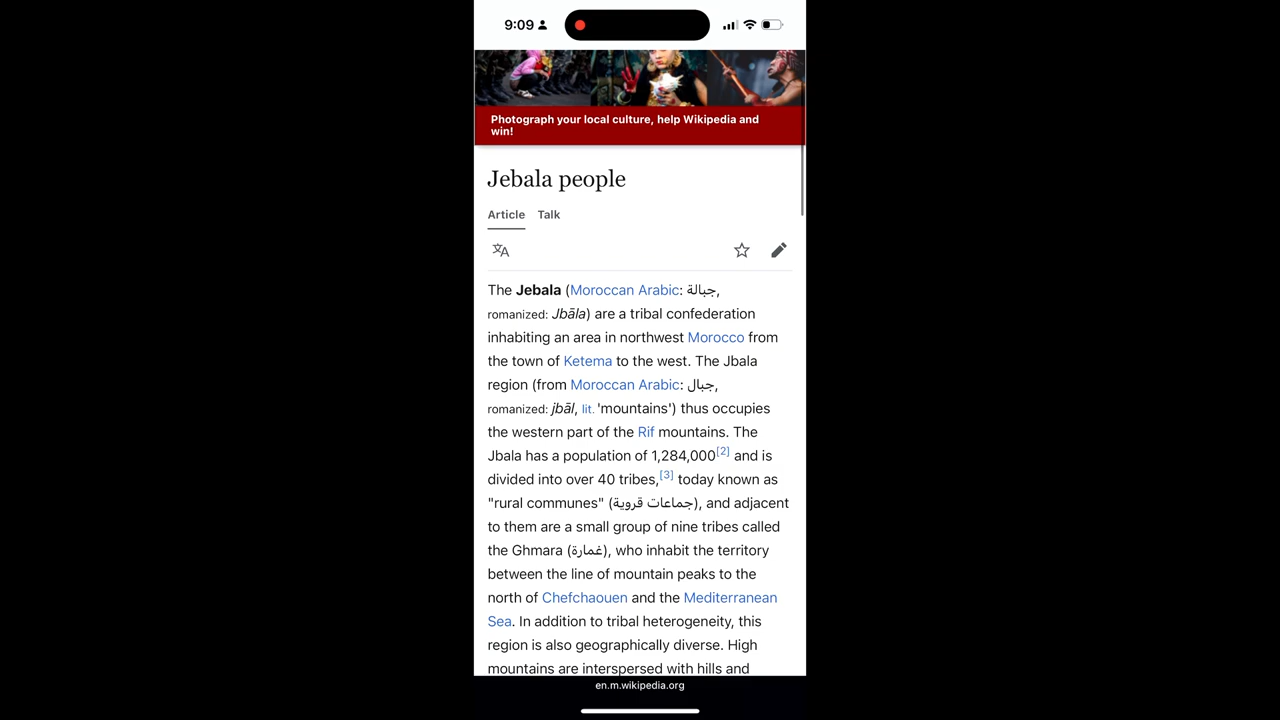 9:09
Photograph your local culture, help Wikipedia and
win!
Jebala people
Article Talk
The Jebala (Moroccan Arabic: جبالة,
romanized: Jbāla) are a tribal confederation
inhabiting an area in northwest Morocco from
the town of Ketema to the west. The Jbala
region (from Moroccan Arabic: جبال,
romanized: jbāl, lit. 'mountains') thus occupies
the western part of the Rif mountains. The
Jbala has a population of 1,284,000[2] and is
divided into over 40 tribes,[3] today known as
"rural communes" (جماعات قروية), and adjacent
to them are a small group of nine tribes called
the Ghmara (غمارة), who inhabit the territory
between the line of mountain peaks to the
north of Chefchaouen and the Mediterranean
Sea. In addition to tribal heterogeneity, this
region is also geographically diverse. High
mountains are interspersed with hills and
en.m.wikipedia.org